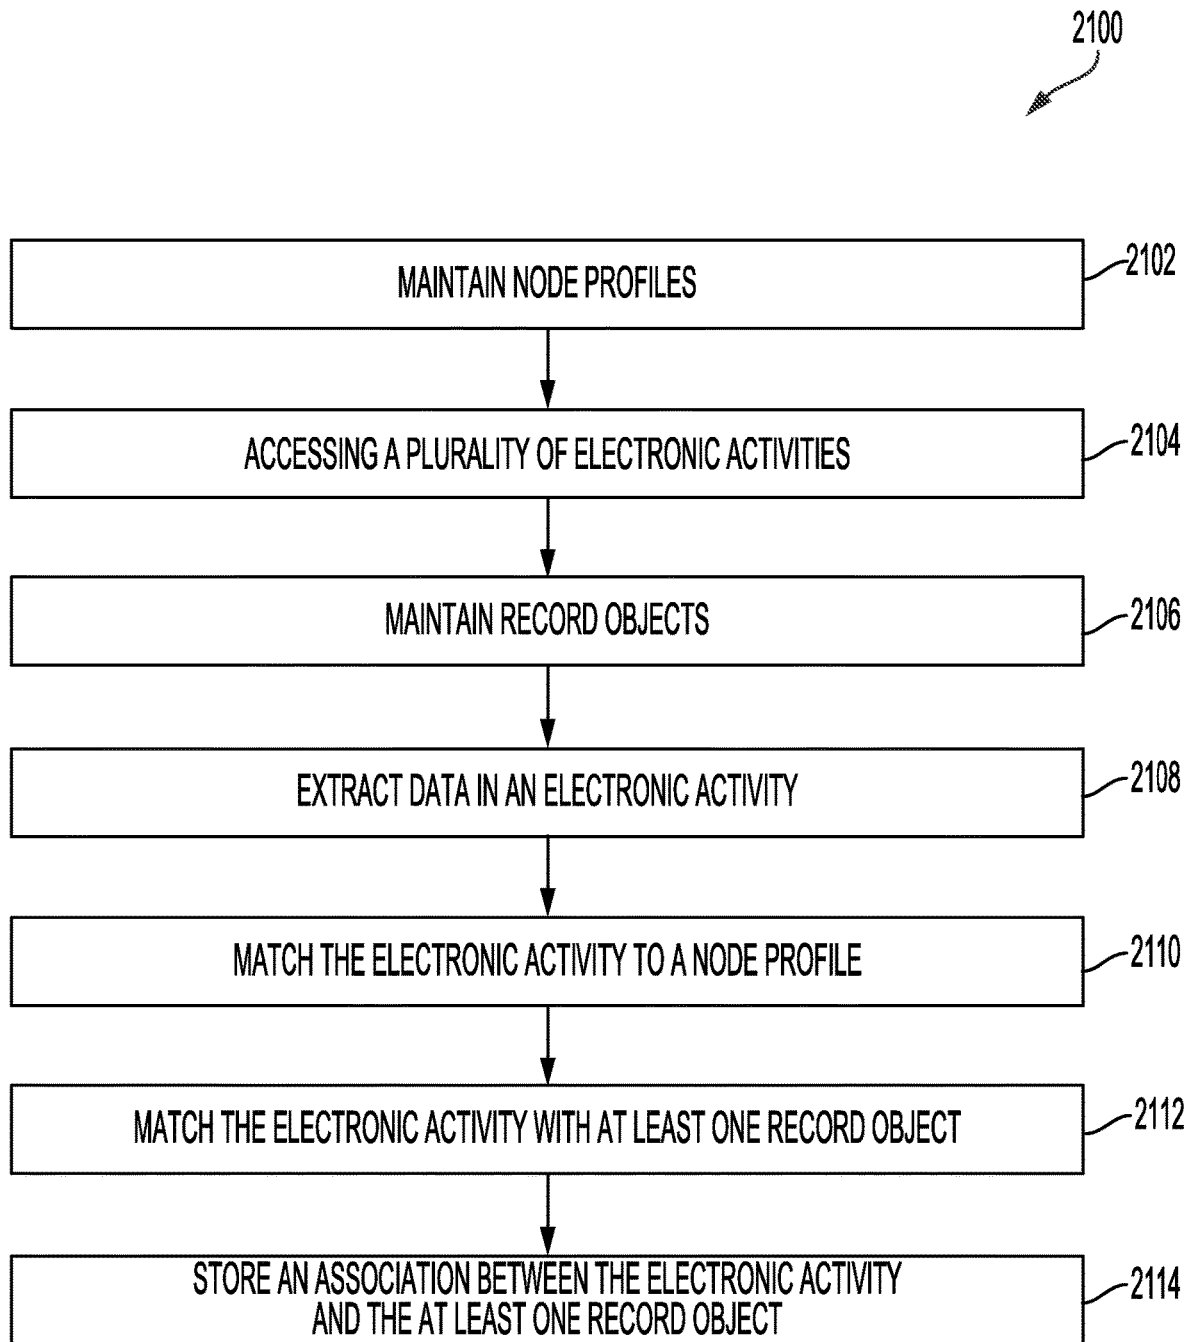 2100
MAINTAIN NODE PROFILES
2102
ACCESSING A PLURALITY OF ELECTRONIC ACTIVITIES
2104
MAINTAIN RECORD OBJECTS
2106
EXTRACT DATA IN AN ELECTRONIC ACTIVITY
2108
MATCH THE ELECTRONIC ACTIVITY TO A NODE PROFILE
2110
MATCH THE ELECTRONIC ACTIVITY WITH AT LEAST ONE RECORD OBJECT
2112
STORE AN ASSOCIATION BETWEEN THE ELECTRONIC ACTIVITY
AND THE AT LEAST ONE RECORD OBJECT
2114